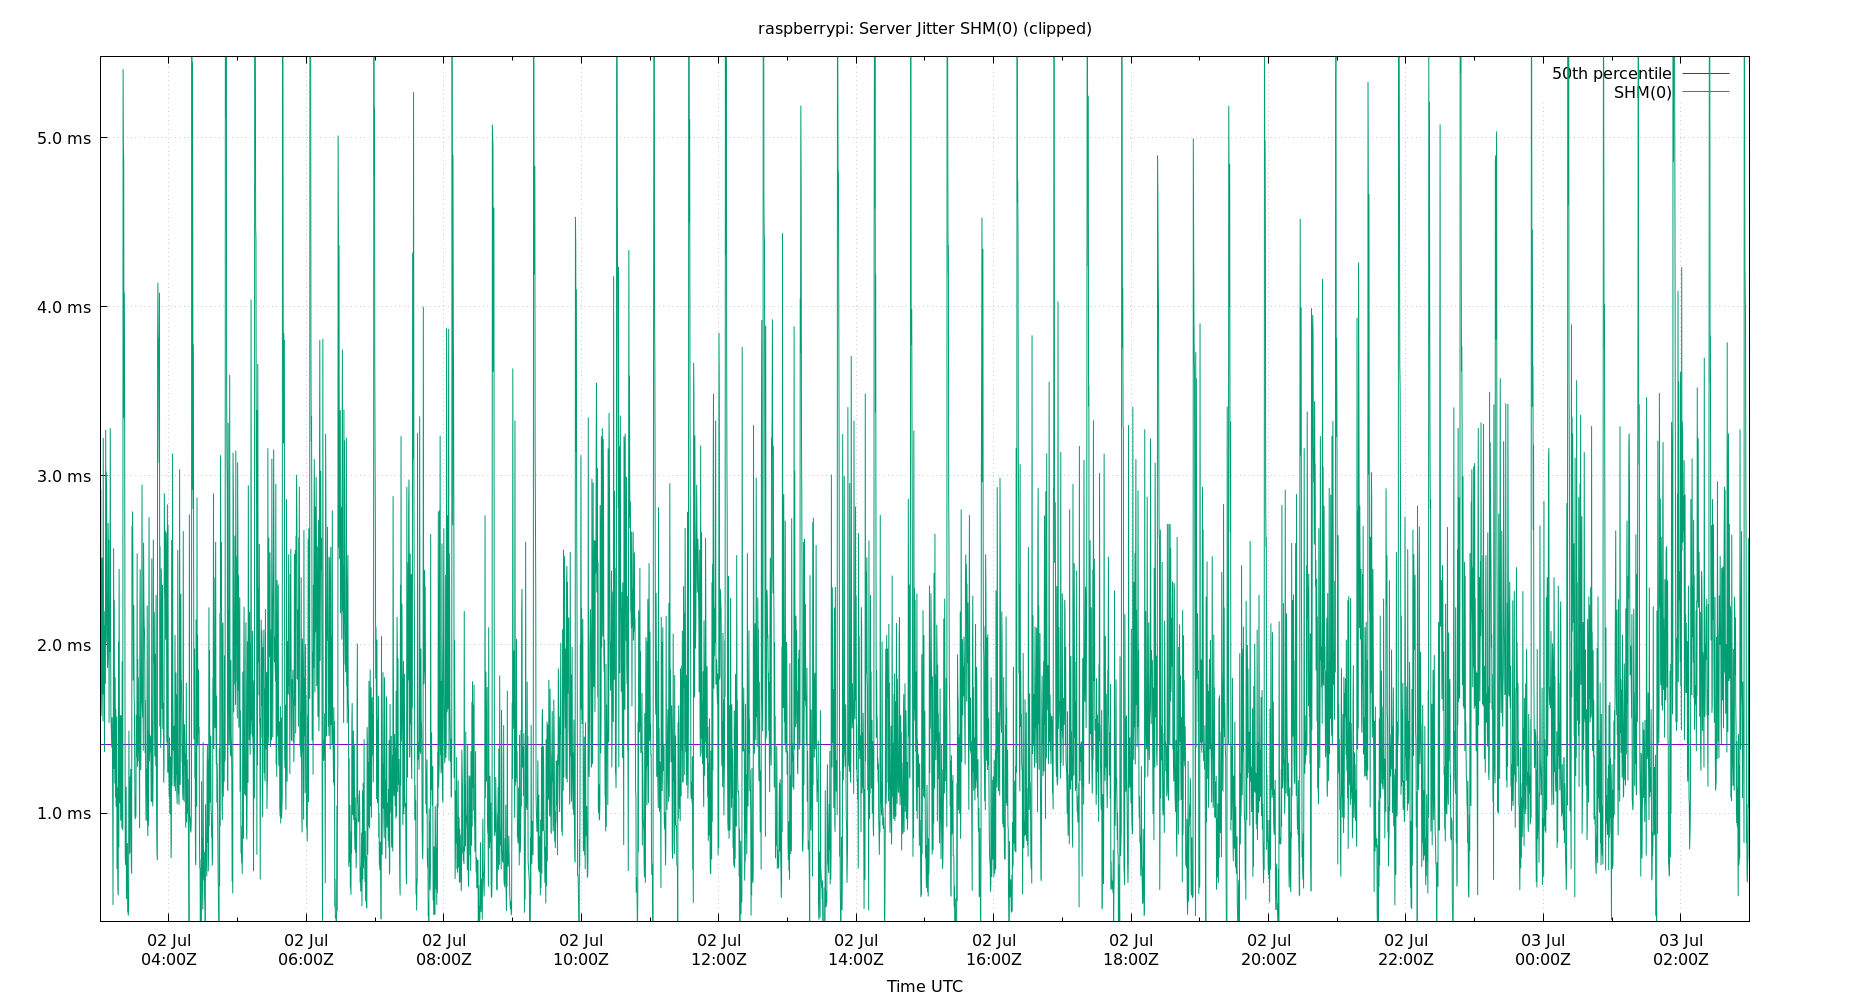 raspberrypi: Server Jitter SHM(0) (clipped)
50th percentile
SHM(0)
5.0 ms
4.0 ms
3.0 ms
2.0 ms
1.0 ms
02 Jul 02 Jul 02 Jul 02 Jul 02 Jul 02 Jul 02 Jul 02 Jul 02 Jul 02 Jul 03 Jul 03 Jul
04:00Z 06:00Z 08:00Z 10:00Z 12:00Z 14:00Z 16:00Z 18:00Z 20:00Z 22:00Z 00:00Z 02:00Z
Time UTC